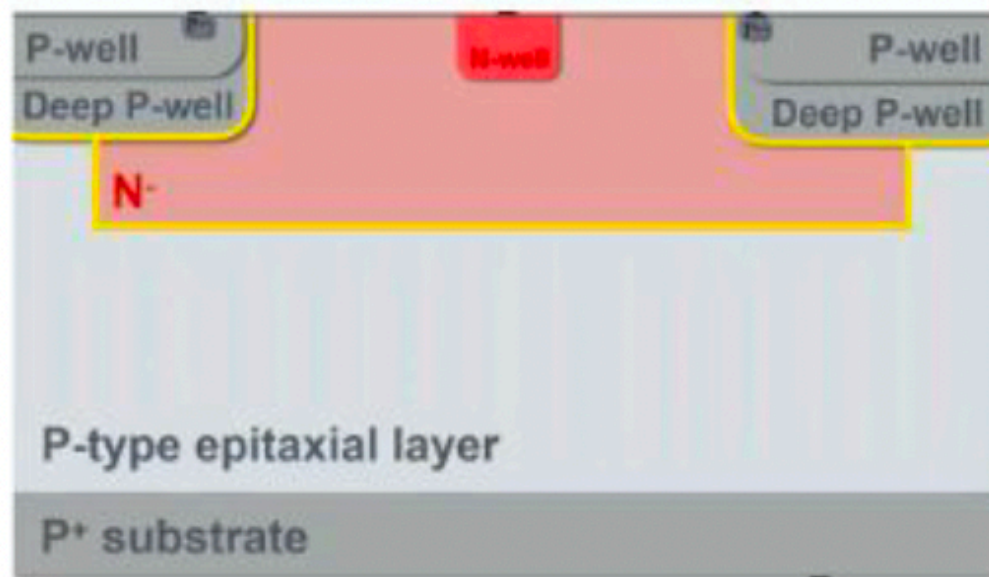 P-well
N-well
P-well
Deep P-well
Deep P-well
N-
P-type epitaxial layer
P+ substrate